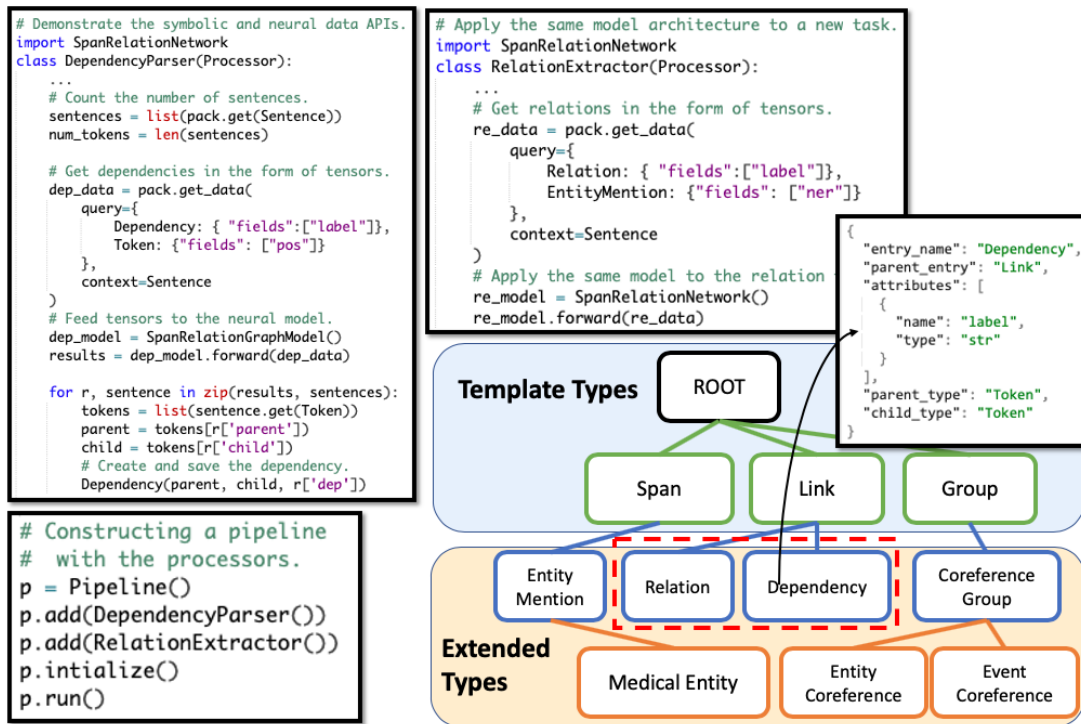 # Demonstrate the symbolic and neural data APIs.
import SpanRelationNetwork
class DependencyParser(Processor):
    ...
    # Count the number of sentences.
    sentences = list(pack.get(Sentence))
    num_tokens = len(sentences)

    # Get dependencies in the form of tensors.
    dep_data = pack.get_data(
        query={
            Dependency: { "fields":["label"]},
            Token: {"fields": ["pos"]}
        },
        context=Sentence
    )
    # Feed tensors to the neural model.
    dep_model = SpanRelationGraphModel()
    results = dep_model.forward(dep_data)

    for r, sentence in zip(results, sentences):
        tokens = list(sentence.get(Token))
        parent = tokens[r['parent'])
        child = tokens[r['child'])
        # Create and save the dependency.
        Dependency(parent, child, r['dep'])
# Apply the same model architecture to a new task.
import SpanRelationNetwork
class RelationExtractor(Processor):
    ...
    # Get relations in the form of tensors.
    re_data = pack.get_data(
        query={
            Relation: { "fields":["label"]},
            EntityMention: {"fields": ["ner"]}
        },
        context=Sentence
    )
    # Apply the same model to the relation
    re_model = SpanRelationNetwork()
    re_model.forward(re_data)
{
  "entry_name": "Dependency",
  "parent_entry": "Link",
  "attributes": [
    {
      "name": "label",
      "type": "str"
    }
  ],
  "parent_type": "Token",
  "child_type": "Token"
}
# Constructing a pipeline
#  with the processors.
p = Pipeline()
p.add(DependencyParser())
p.add(RelationExtractor())
p.intialize()
p.run()
Template Types
ROOT
Span
Link
Group
Entity
Mention
Relation
Dependency
Coreference
Group
Extended
Types
Medical Entity
Entity
Coreference
Event
Coreference